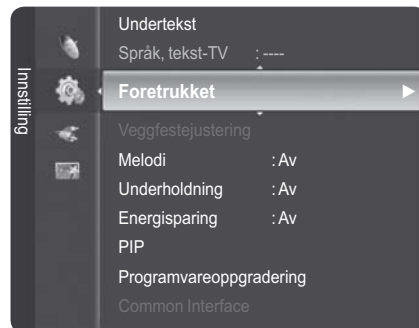 Innstilling
Undertekst
Språk, tekst-TV : ----
Foretrukket
Veggfestejustering
Melodi : Av
Underholdning : Av
Energisparing : Av
PIP
Programvareoppgradering
Common Interface